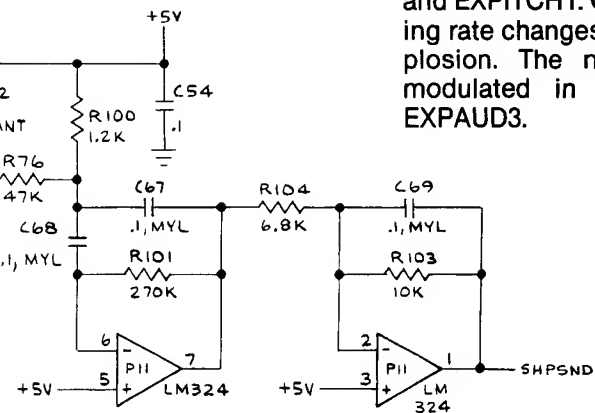 and EXPITCH1.
ing rate changes
plosion. The n
modulated in
EXPAUD3.
+5V
2
ANT
R100
1.2K
C54
.1
R76
47K
C67
.1, MYL
C68
.1, MYL
R101
270K
6
5
+5V
P11
7
LM324
R104
6.8K
C69
.1, MYL
R103
10K
2
3
+5V
P11
1
LM
324
SHPSND